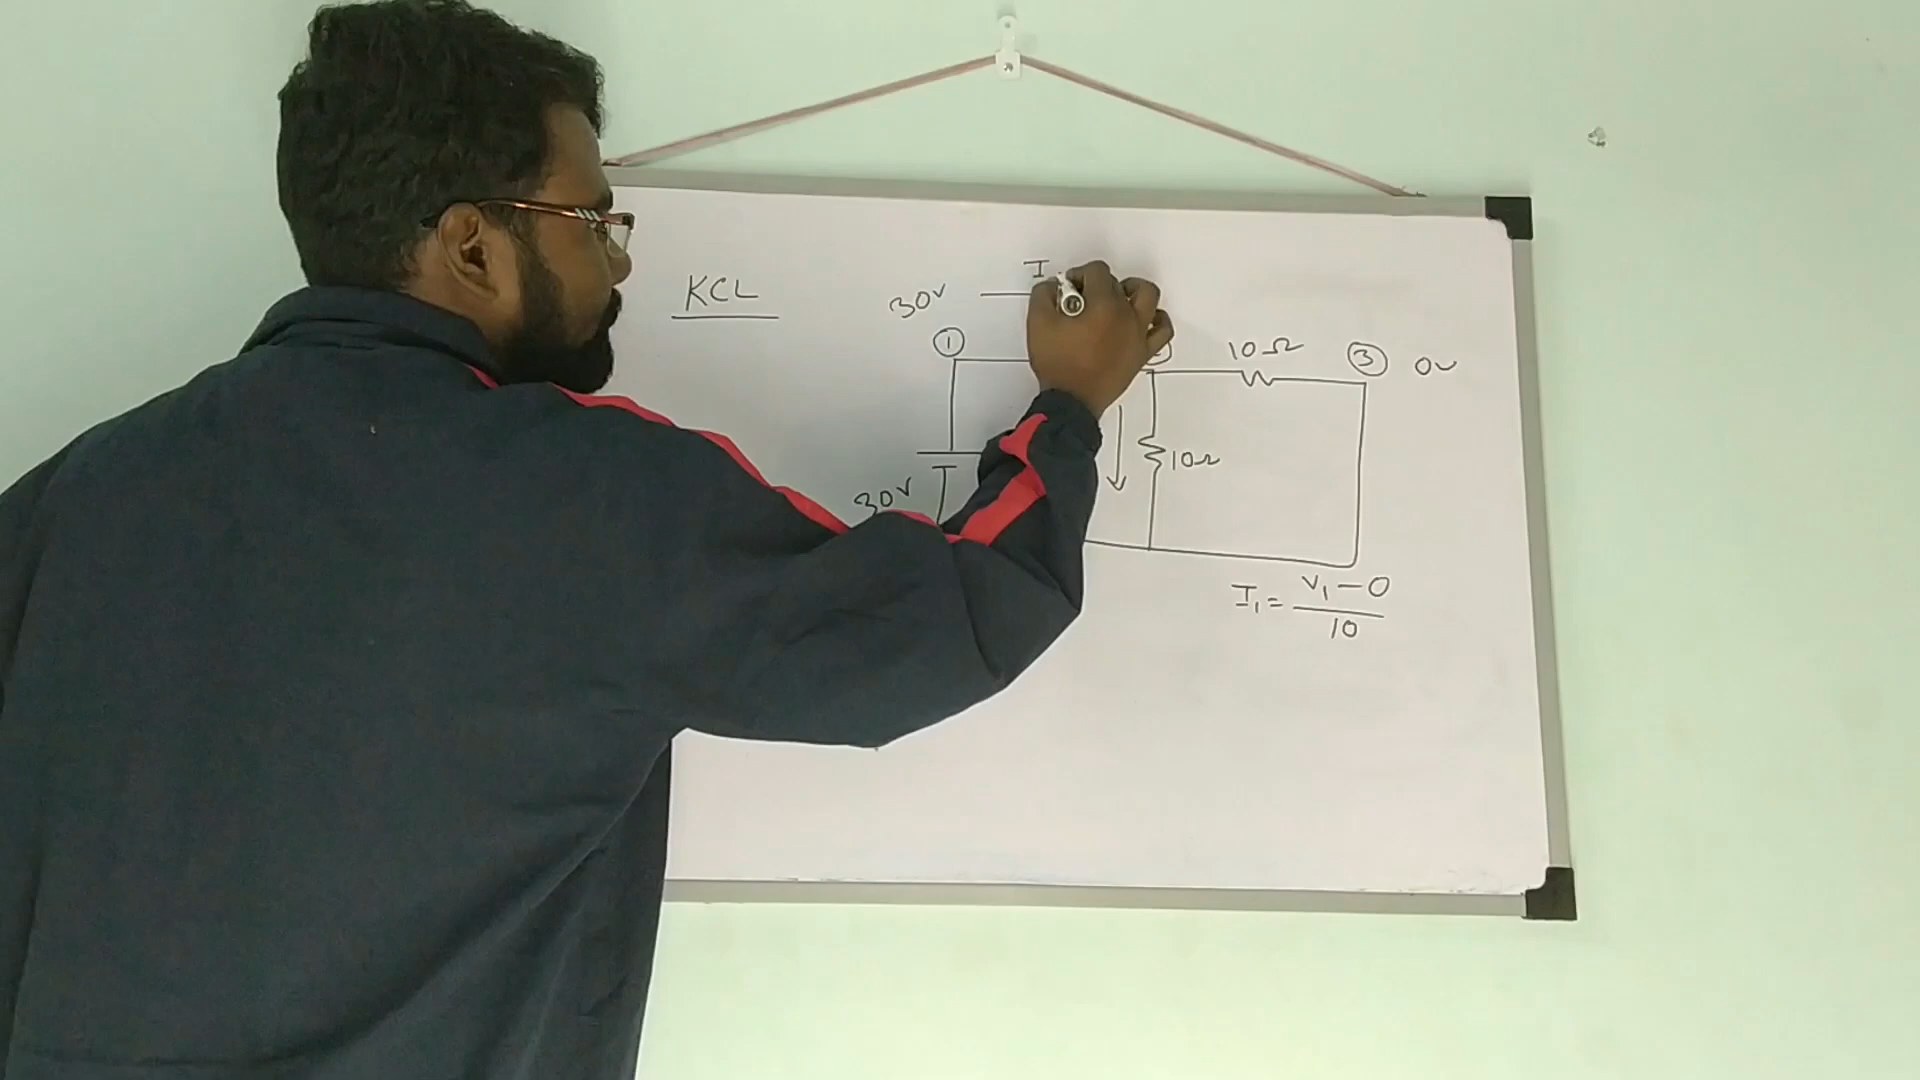 KCL
30V
I
①
10Ω
③
0v
10Ω
30V
I₁ = V₁ - 0
10